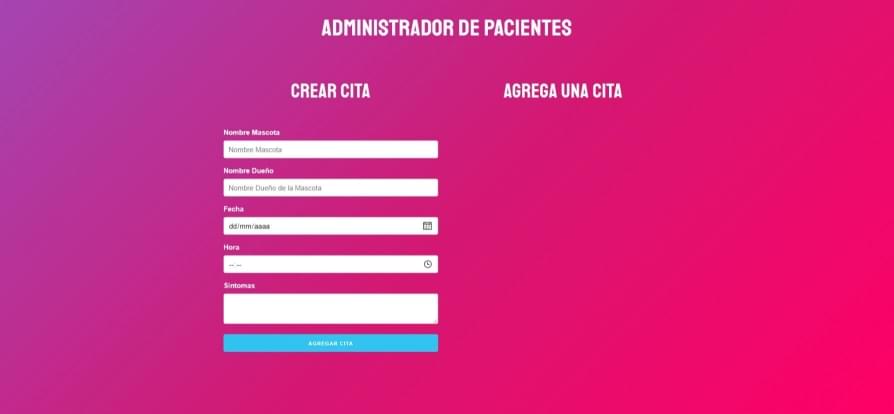 ADMINISTRADOR DE PACIENTES
CREAR CITA
AGREGA UNA CITA
Nombre Mascota
Nombre Mascota
Nombre Dueño
Nombre Dueño de la Mascota
Fecha
dd/mm/aaaa
Hora
-- --
Sintomas
AGREGAR CITA